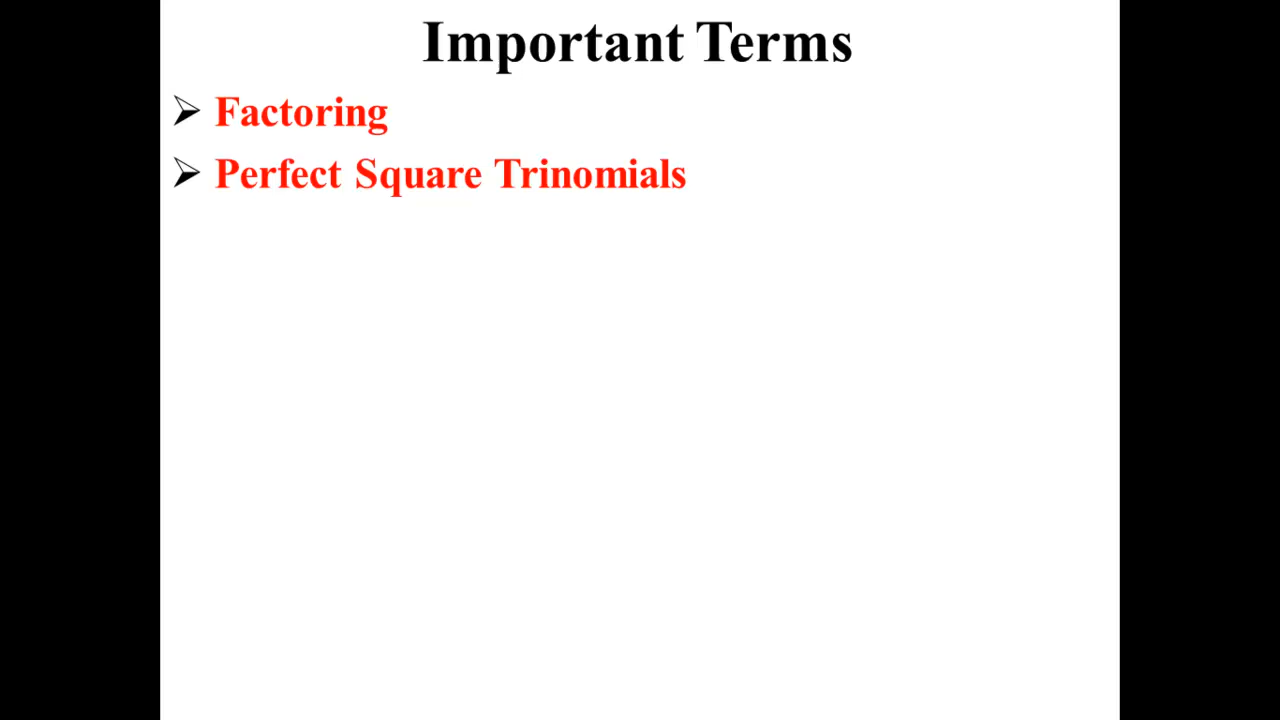 Important Terms
➢ Factoring
➢ Perfect Square Trinomials